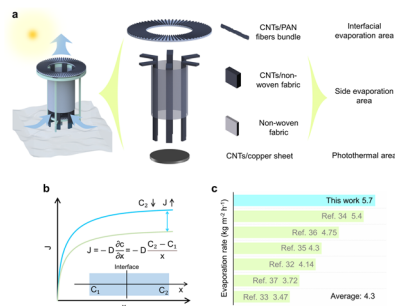 a
CNTs/PAN
fibers bundle
Interfacial
evaporation area
CNTs/non-
woven fabric
Side evaporation
area
Non-woven
fabric
CNTs/copper sheet
Photothermal area
b
C₂ ↓ J ↑
J
J = − D ∂c/∂x = − D (C₂ − C₁)/x
Interface
C₁ C₂ x
c
Evaporation rate (kg m⁻² h⁻¹)
This work 5.7
Ref. 34 5.4
Ref. 36 4.75
Ref. 35 4.3
Ref. 32 4.14
Ref. 37 3.72
Ref. 33 3.47
Average: 4.3